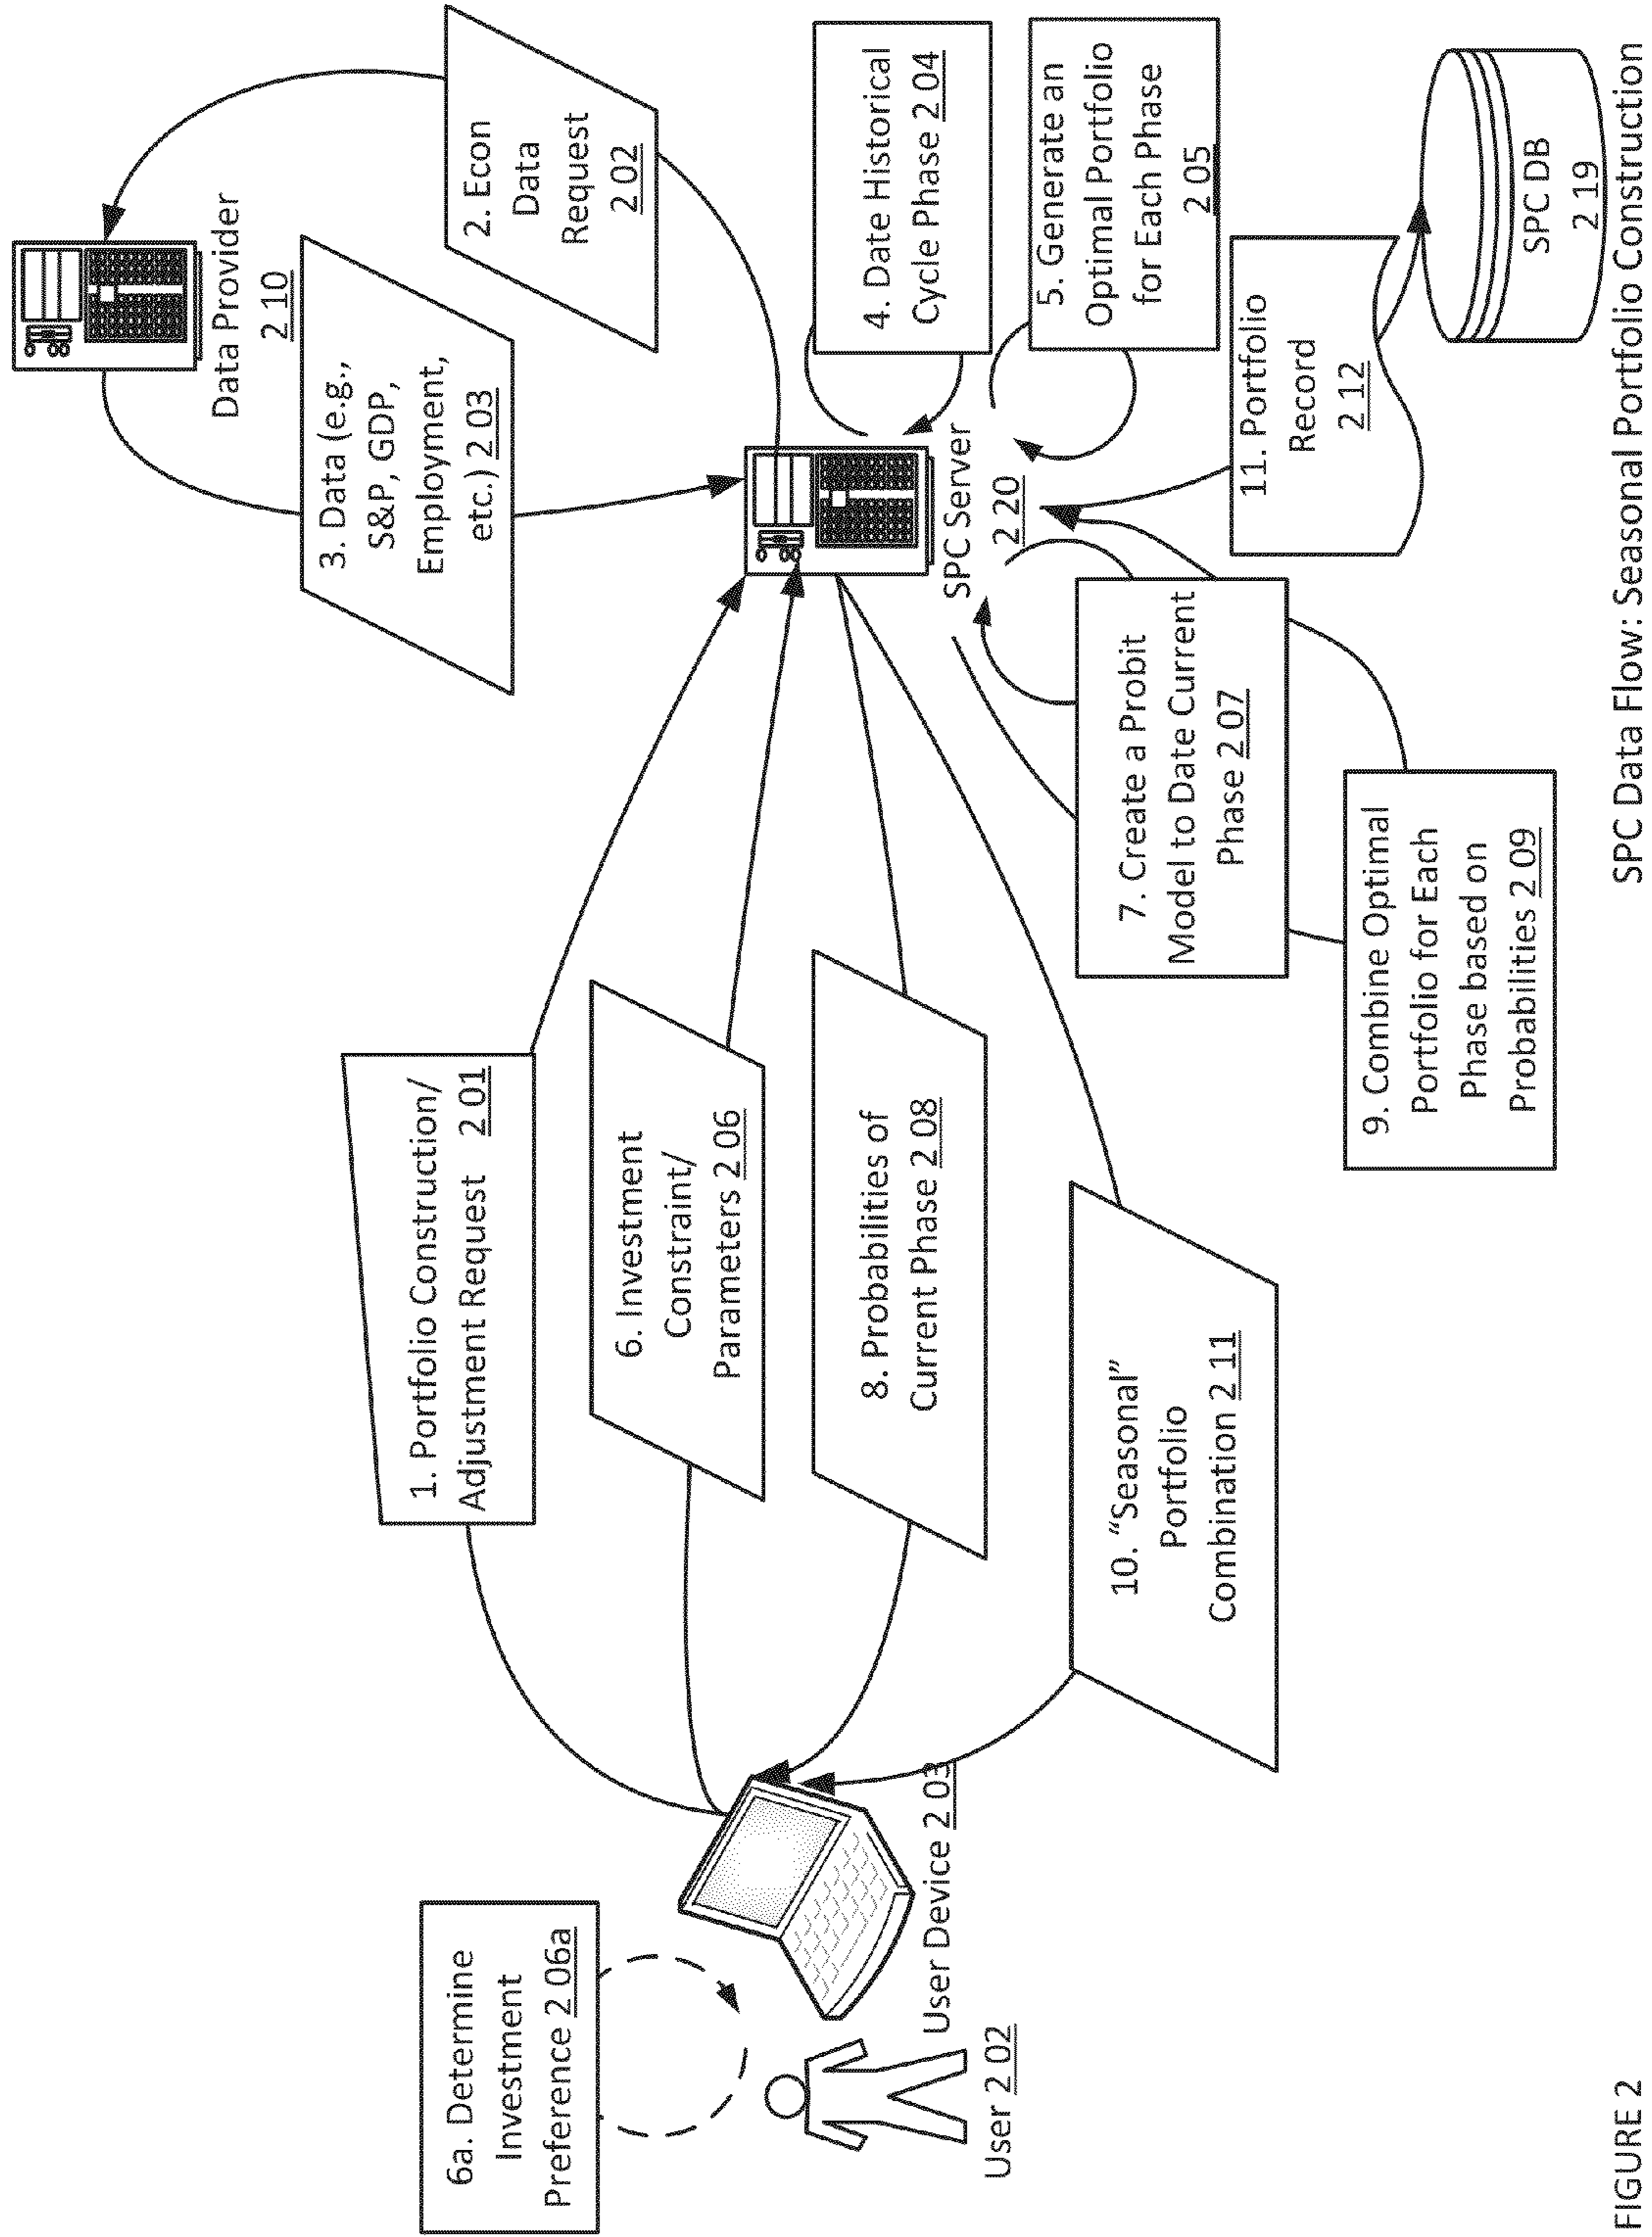 Data Provider
2 10
3. Data (e.g.,
S&P, GDP,
Employment,
etc.) 2 03
2. Econ
Data
Request
2 02
1. Portfolio Construction/
Adjustment Request 2 01
6a. Determine
Investment
Preference 2 06a
6. Investment
Constraint/
Parameters 2 06
4. Date Historical
Cycle Phase 2 04
8. Probabilities of
Current Phase 2 08
SPC Server
2 20
5. Generate an
Optimal Portfolio
for Each Phase
2 05
User Device 2 03
User 2 02
10. “Seasonal”
Portfolio
Combination 2 11
7. Create a Probit
Model to Date Current
Phase 2 07
11. Portfolio
Record
2 12
9. Combine Optimal
Portfolio for Each
Phase based on
Probabilities 2 09
SPC DB
2 19
FIGURE 2
SPC Data Flow: Seasonal Portfolio Construction